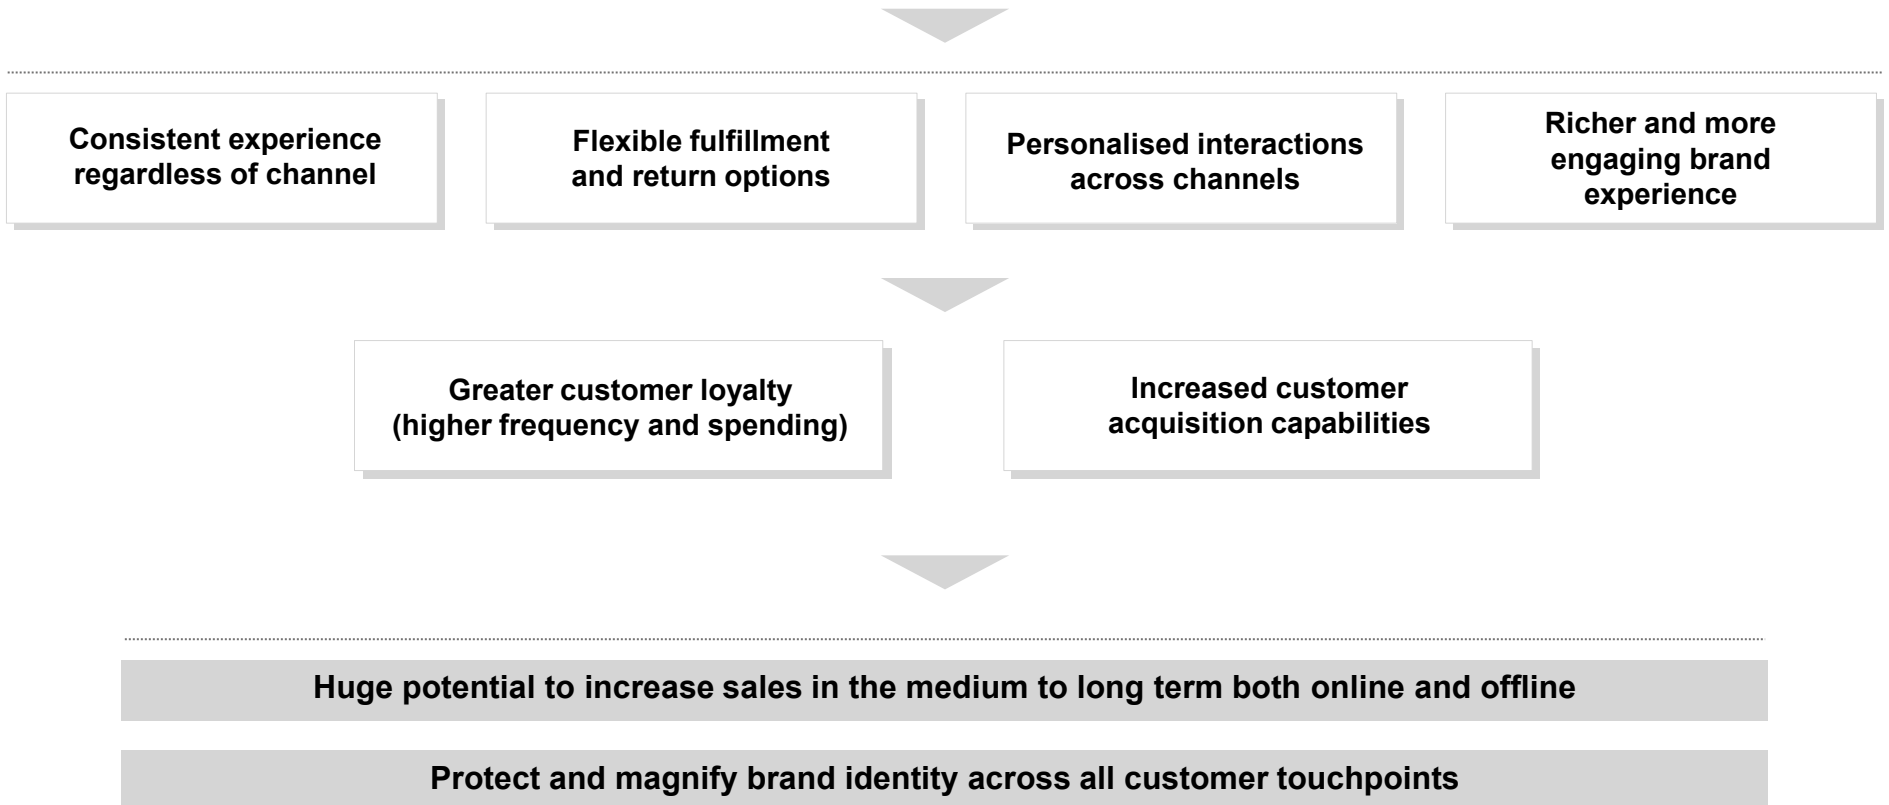 Consistent experience
regardless of channel
Flexible fulfillment
and return options
Personalised interactions
across channels
Richer and more
engaging brand
experience
Greater customer loyalty
(higher frequency and spending)
Increased customer
acquisition capabilities
Huge potential to increase sales in the medium to long term both online and offline
Protect and magnify brand identity across all customer touchpoints